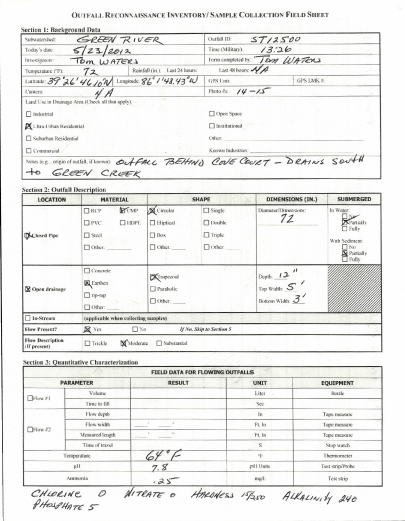 OUTFALL RECONNAISSANCE INVENTORY/ SAMPLE COLLECTION FIELD SHEET
Section 1: Background Data
Subwatershed: GREEN RIVER Outfall ID: ST12500
Today's date: 5/23/2012 Time (Military): 13:26
Investigators: TOM WATERS Form completed by: TOM WATERS
Temperature (°F): 72 Rainfall (in.): Last 24 hours: Last 48 hours: N/A
Latitude: 39°26'46.10"N Longitude: 86°1'43.43"W GPS Unit: GPS LMK #:
Camera: N/A Photo #s: 14-15
Land Use in Drainage Area (Check all that apply):
Industrial Open Space
Ultra-Urban Residential Institutional
Suburban Residential Other:
Commercial Known Industries:
Notes (e.g., origin of outfall, if known): OUTFALL BEHIND COVE COURT - DRAINS SOUTH
TO GREEN CREEK
Section 2: Outfall Description
LOCATION MATERIAL SHAPE DIMENSIONS (IN.) SUBMERGED
Closed Pipe
RCP CMP
PVC HDPE
Steel
Other:
Circular Single
Eliptical Double
Box Triple
Other: Other:
Diameter/Dimensions:
72
In Water:
No
Partially
Fully
With Sediment:
No
Partially
Fully
Open drainage
Concrete
Earthen
rip-rap
Other:
Trapezoid
Parabolic
Other:
Depth: 12"
Top Width: 5'
Bottom Width: 3'
In-Stream (applicable when collecting samples)
Flow Present? Yes No If No, Skip to Section 5
Flow Description
(If present) Trickle Moderate Substantial
Section 3: Quantitative Characterization
FIELD DATA FOR FLOWING OUTFALLS
PARAMETER RESULT UNIT EQUIPMENT
Flow #1
Volume Liter Bottle
Time to fill Sec
Flow #2
Flow depth In Tape measure
Flow width ' " Ft, In Tape measure
Measured length ' " Ft, In Tape measure
Time of travel S Stop watch
Temperature 64°F °F Thermometer
pH 7.8 pH Units Test strip/Probe
Ammonia .25 mg/L Test strip
CHLORINE 0 NITRATE 0 HARDNESS ALKALINITY 240
PHOSPHATE 5